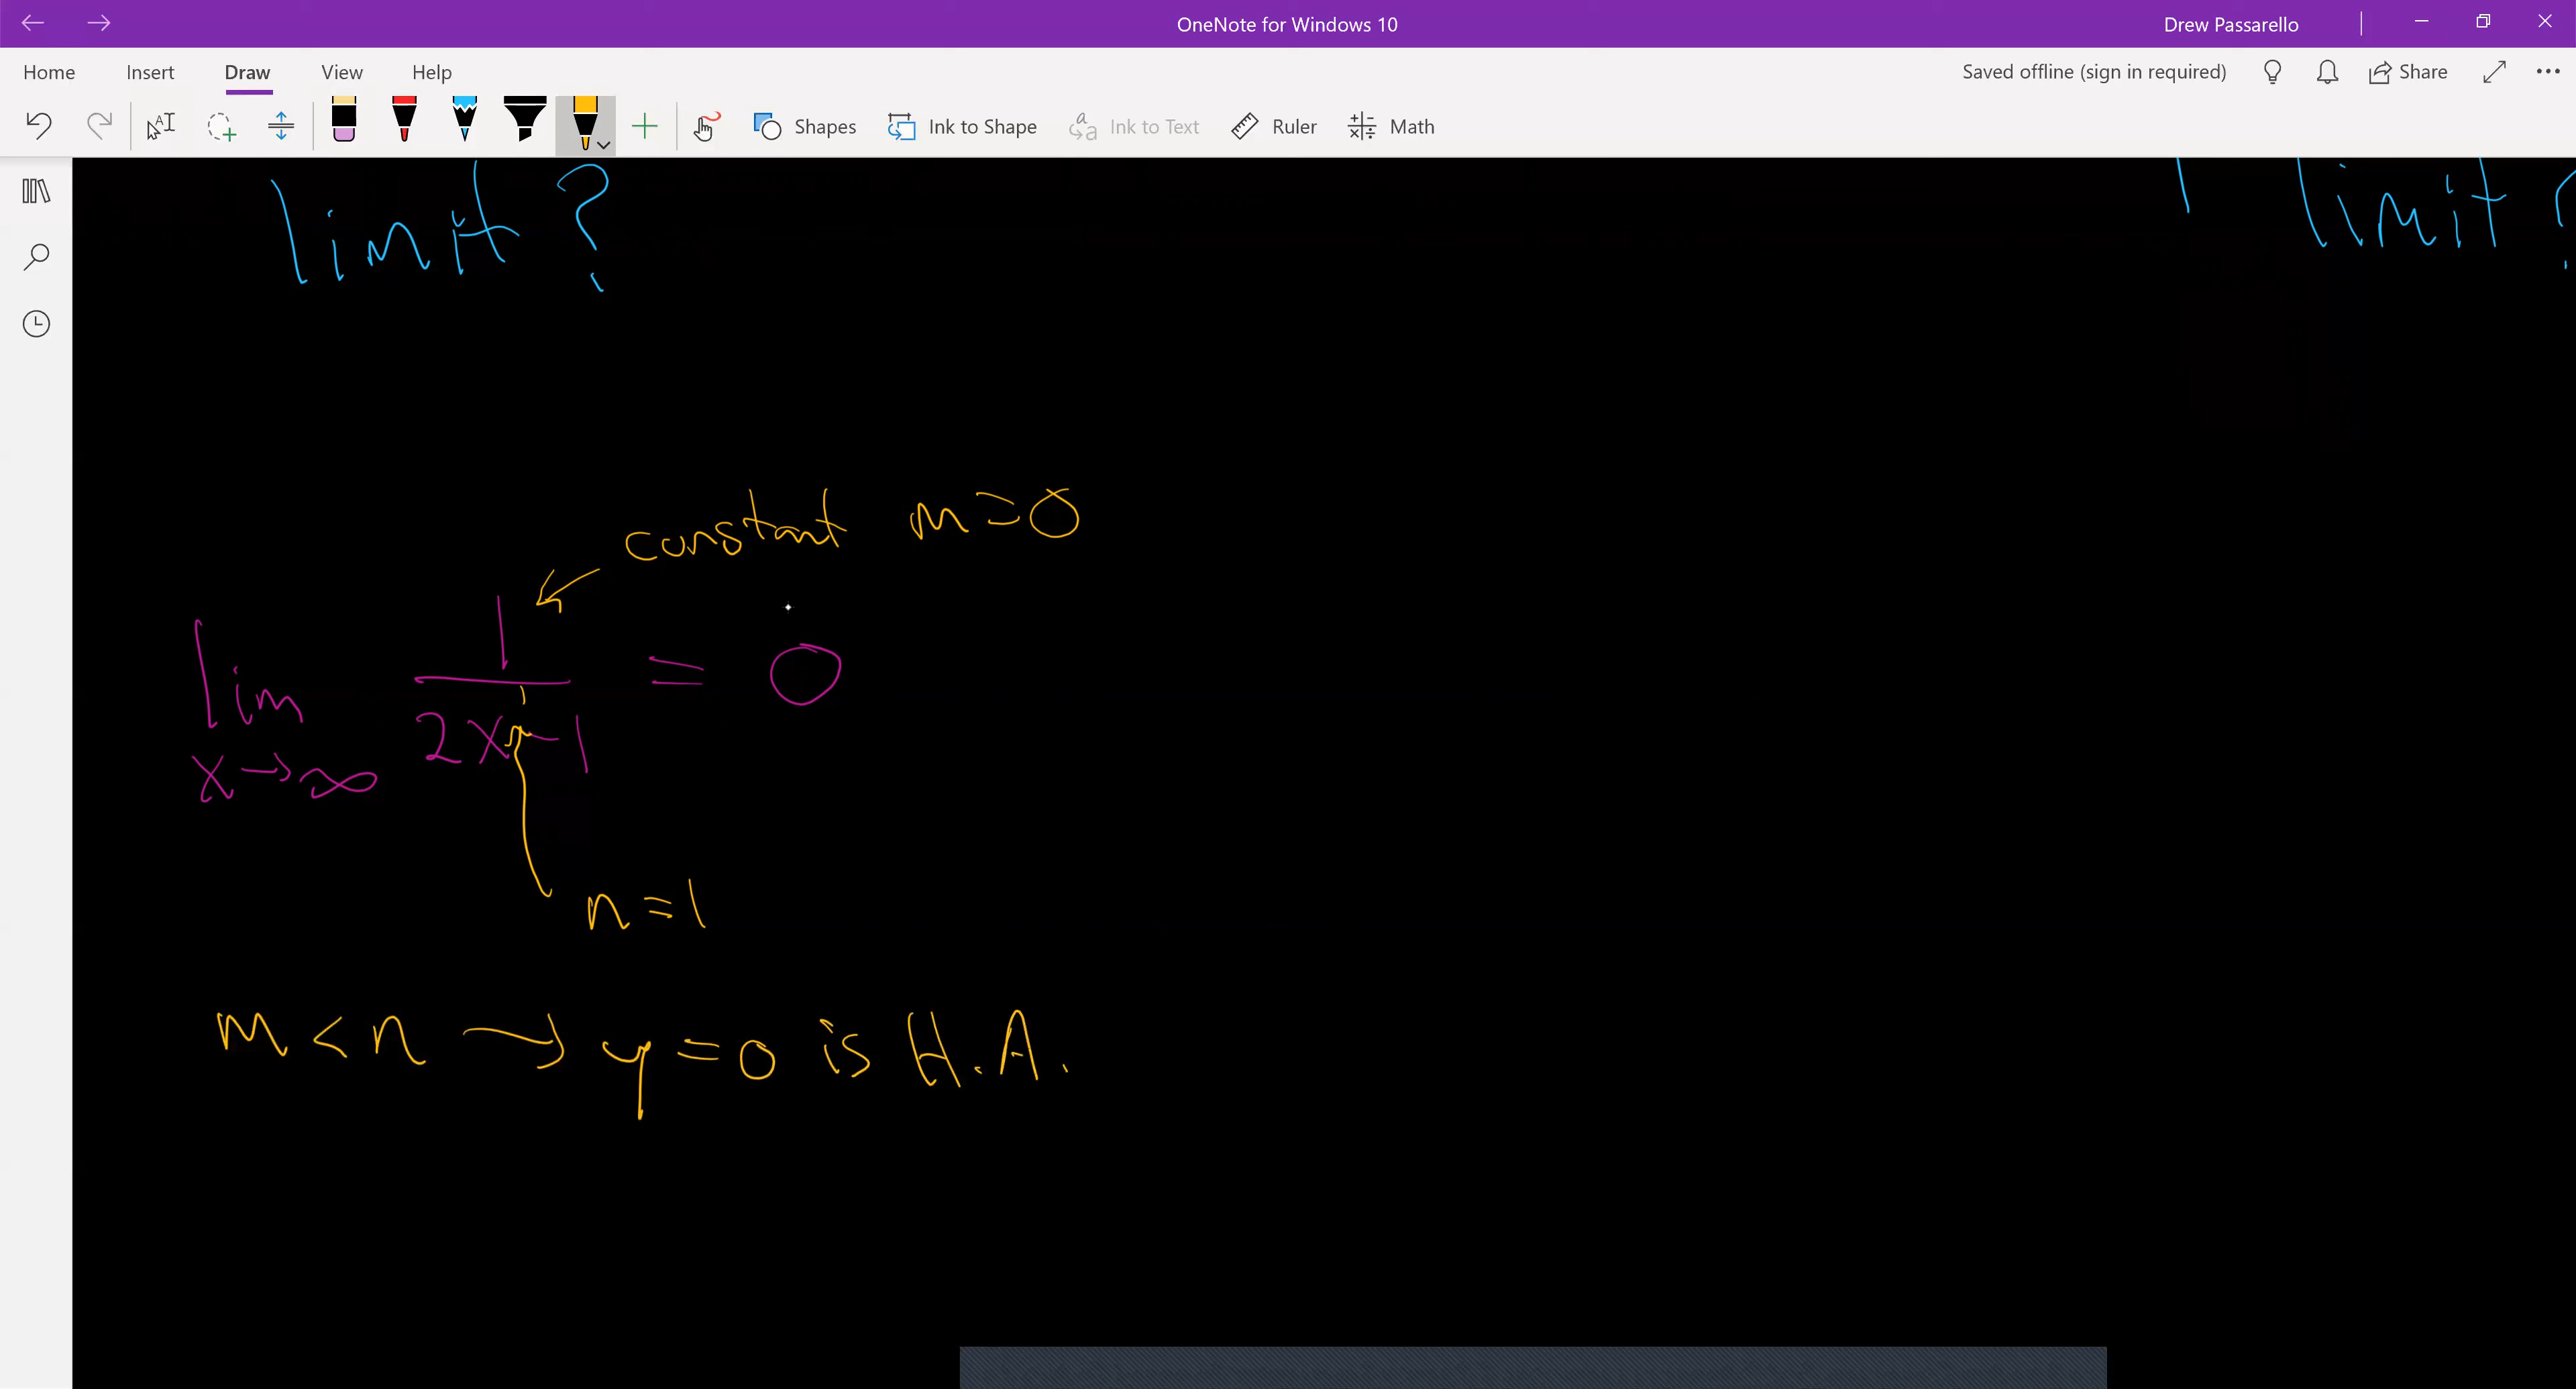 OneNote for Windows 10
Drew Passarello
Home Insert Draw View Help
Saved offline (sign in required) Share
Shapes Ink to Shape Ink to Text Ruler Math
limit?
limit?
constant m=0
lim x→∞ 1/(2x-1) = 0
1
n=1
m<n → y=0 is H.A.